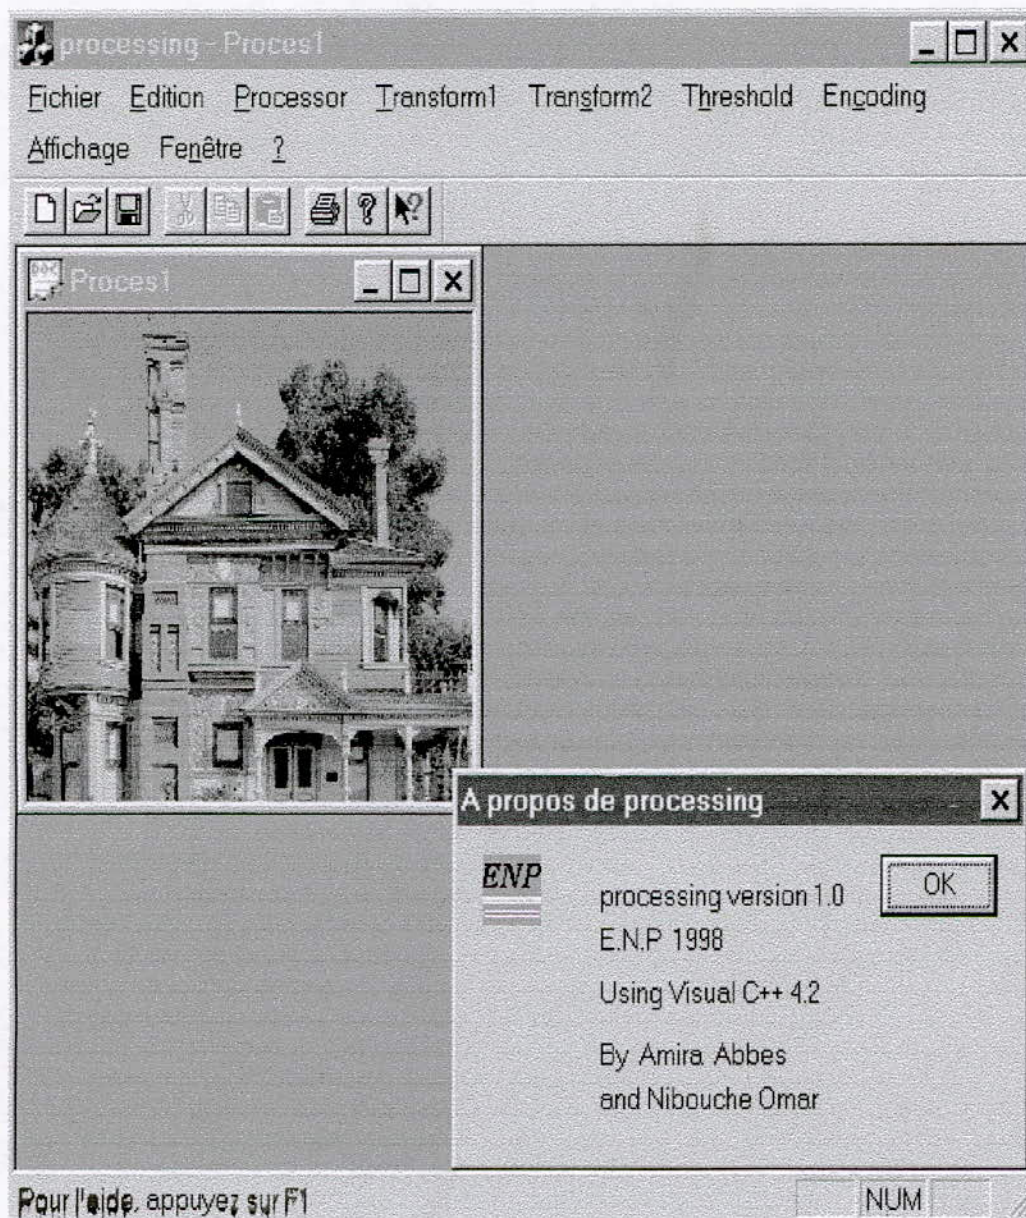 processing - Proces1
Fichier Edition Processor Transform1 Transform2 Threshold Encoding
Affichage Fenêtre ?
Proces1
A propos de processing
ENP
processing version 1.0
OK
E.N.P 1998
Using Visual C++ 4.2
By Amira Abbes
and Nibouche Omar
Pour l'aide, appuyez sur F1
NUM